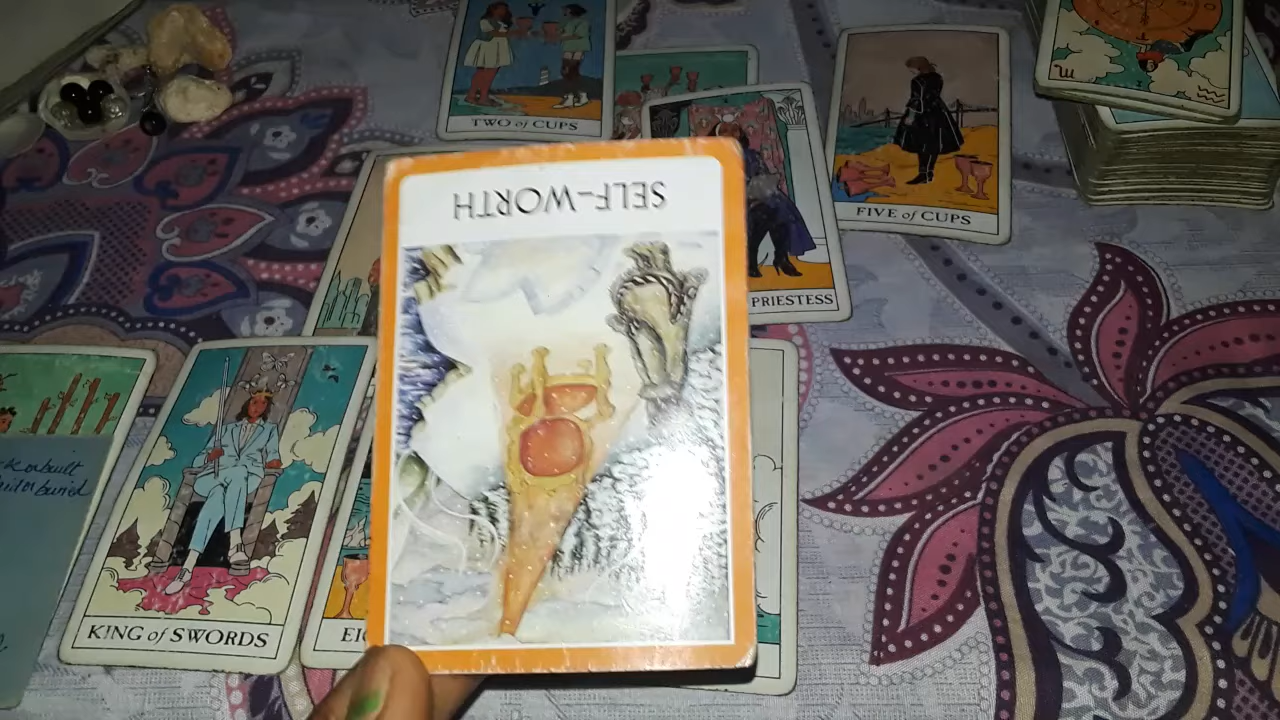 TWO of CUPS
SELF-WORTH
FIVE of CUPS
PRIESTESS
KING of SWORDS